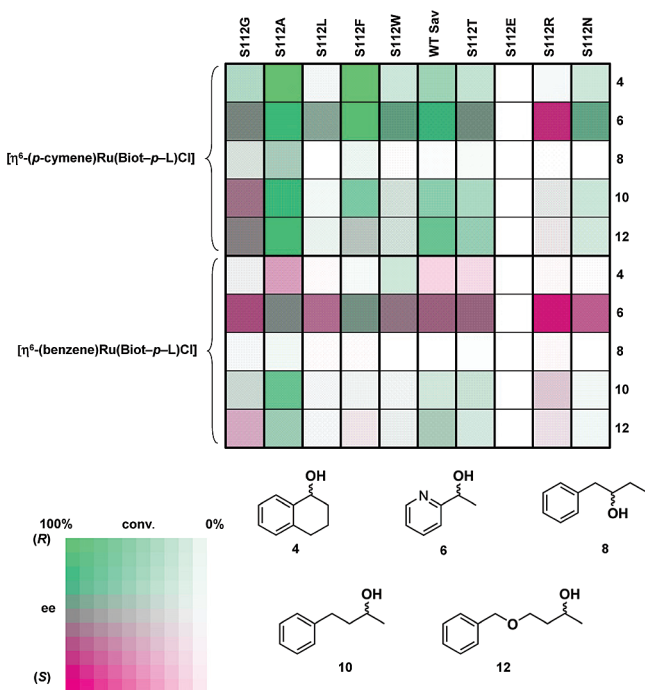 S112G S112A S112L S112F S112W WT Sav S112T S112E S112R S112N
4
6
[η⁶-(p-cymene)Ru(Biot–p–L)Cl] 8
10
12
4
6
[η⁶-(benzene)Ru(Biot–p–L)Cl] 8
10
12
OH
4
N OH
6
OH
8
100% conv. 0%
(R)
ee
(S)
OH
10
O OH
12